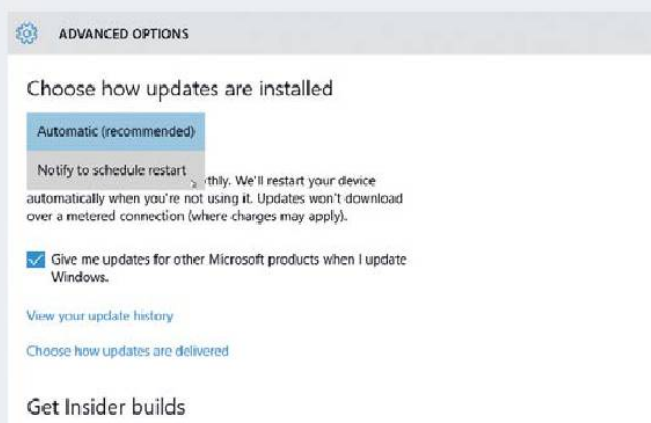 ADVANCED OPTIONS
Choose how updates are installed
Automatic (recommended)
Notify to schedule restart
We'll restart your device
automatically when you're not using it. Updates won't download
over a metered connection (where charges may apply).
Give me updates for other Microsoft products when I update
Windows.
View your update history
Choose how updates are delivered
Get Insider builds